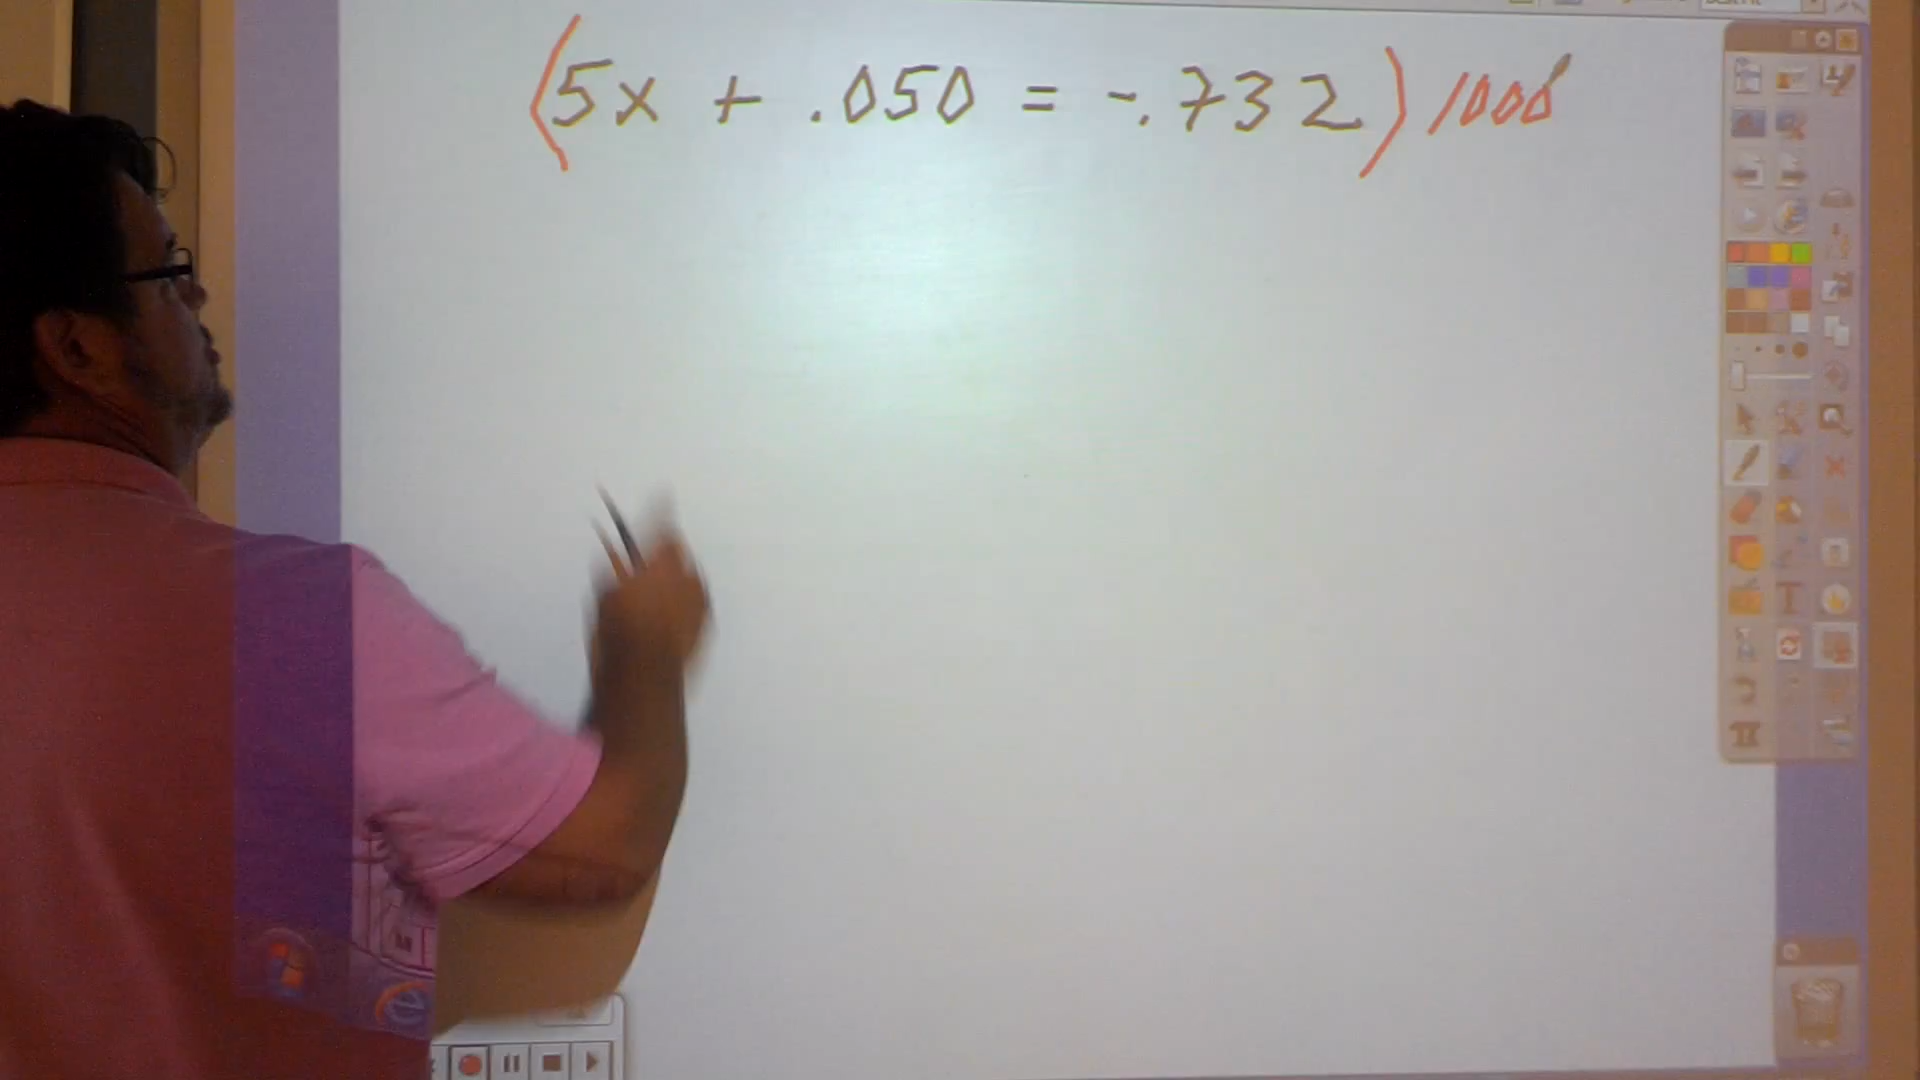 (5x + .050 = -.732) 1000